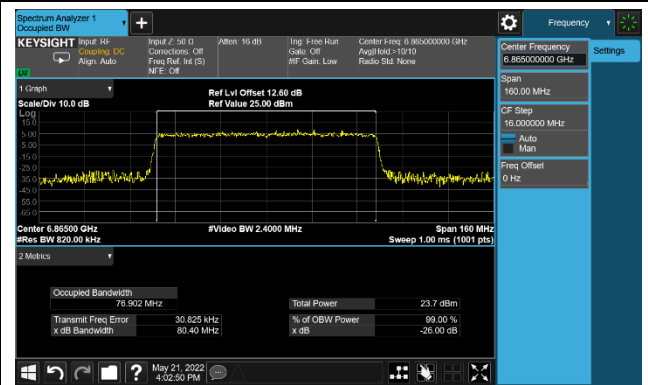 Spectrum Analyzer 1
Occupied BW
Frequency
KEYSIGHT
Input: RF
Coupling: DC
Align: Auto
Input Z: 50 Ω
Corrections: Off
Freq Ref: Int (S)
NFE: Off
Atten: 16 dB
Trig: Free Run
Gate: Off
#IF Gain: Low
Center Freq: 6.865000000 GHz
Avg|Hold:>10/10
Radio Std: None
Center Frequency
6.865000000 GHz
Settings
Span
160.00 MHz
CF Step
16.000000 MHz
Auto
Man
Freq Offset
0 Hz
1 Graph
Scale/Div 10.0 dB
Ref Lvl Offset 12.60 dB
Ref Value 25.00 dBm
Log
15.0
5.00
-5.00
-15.0
-25.0
-35.0
-45.0
-55.0
-65.0
Center 6.86500 GHz
#Res BW 820.00 kHz
#Video BW 2.4000 MHz
Span 160 MHz
Sweep 1.00 ms (1001 pts)
2 Metrics
Occupied Bandwidth
76.902 MHz
Total Power 23.7 dBm
Transmit Freq Error 30.825 kHz
% of OBW Power 99.00 %
x dB Bandwidth 80.40 MHz
x dB -26.00 dB
May 21, 2022
4:02:50 PM